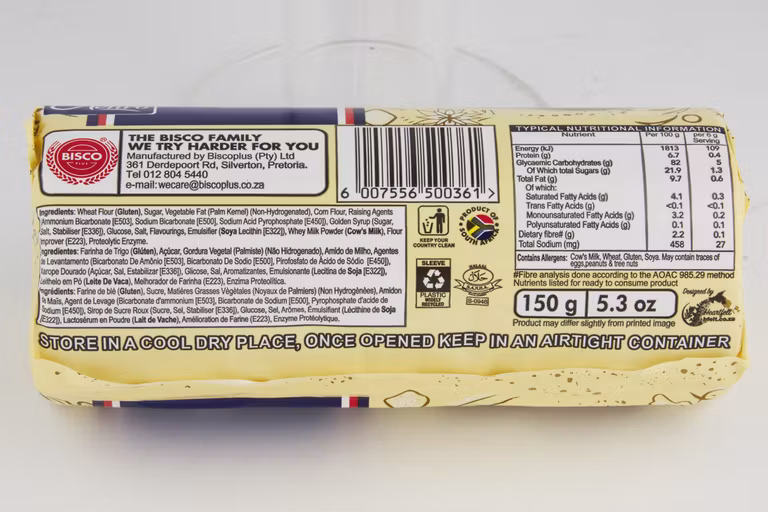 BISCO
PLUS
THE BISCO FAMILY
WE TRY HARDER FOR YOU
Manufactured by Biscoplus (Pty) Ltd
361 Derdepoort Rd, Silverton, Pretoria.
Tel 012 804 5440
e-mail:wecare@biscoplus.co.za
6 007556 500361 >
Ingredients: Wheat Flour (Gluten), Sugar, Vegetable Fat (Palm Kernel) (Non-Hydrogenated), Corn Flour, Raising Agents
(Ammonium Bicarbonate [E503], Sodium Bicarbonate [E500], Sodium Acid Pyrophosphate [E450]), Golden Syrup (Sugar,
Salt, Stabiliser [E336]), Glucose, Salt, Flavourings, Emulsifier (Soya Lecithin [E322]), Whey Milk Powder (Cow's Milk), Flour
Improver (E223), Proteolytic Enzyme.
Ingredientes: Farinha de Trigo (Glúten), Açúcar, Gordura Vegetal (Palmiste) (Não Hidrogenado), Amido de Milho, Agentes
de Levantamento (Bicarbonato De Amônio [E503], Bicarbonato De Sodio [E500], Pirofosfato de Ácido de Sódio [E450]),
Xarope Dourado (Açúcar, Sal, Estabilizar [E336]), Glicose, Sal, Aromatizantes, Emulsionante (Lecitina de Soja [E322]),
Leitelho em Pó (Leite De Vaca), Melhorador de Farinha (E223), Enzima Proteolítica.
Ingrédients: Farine de blé (Gluten), Sucre, Matières Grasses Végétales (Noyaux de Palmiers) (Non Hydrogènées), Amidon
de Maïs, Agent de Levage (Bicarbonate d'ammonium [E503], Bicarbonate de Sodium [E500], Pyrophosphate d'acide de
Sodium [E450]), Sirop de Sucre Roux (Sucre, Sel, Stabiliser [E336]), Glucose, Sel, Arômes, Émulsifiant (Lécithine de Soja
[E322]), Lactosérum en Poudre (Lait de Vache), Amélioration de Farine (E223), Enzyme Protéolytique.
KEEP YOUR
COUNTRY CLEAN
PRODUCT OF
SOUTH AFRICA
SLEEVE
PLASTIC
WIDELY
RECYCLED
HALAAL
S-0948
TYPICAL NUTRITIONAL INFORMATION
Nutrient Per 100 g per 6 g Serving
Energy (kJ) 1813 109
Protein (g) 6.7 0.4
Glycaemic Carbohydrates (g) 82 5
Of Which total Sugars (g) 21.9 1.3
Total Fat (g) 9.7 0.6
Of which:
Saturated Fatty Acids (g) 4.1 0.3
Trans Fatty Acids (g) <0.1 <0.1
Monounsaturated Fatty Acids (g) 3.2 0.2
Polyunsaturated Fatty Acids (g) 0.1 0.1
Dietary fibre# (g) 2.2 0.1
Total Sodium (mg) 458 27
Contains Allergens: Cow's Milk, Wheat, Gluten, Soya. May contain traces of
eggs,peanuts & tree nuts
#Fibre analysis done according to the AOAC 985.29 method
Nutrients listed for ready to consume product
150 g 5.3 oz
Product may differ slightly from printed image
Designed by
Heartfelt
STORE IN A COOL DRY PLACE, ONCE OPENED KEEP IN AN AIRTIGHT CONTAINER